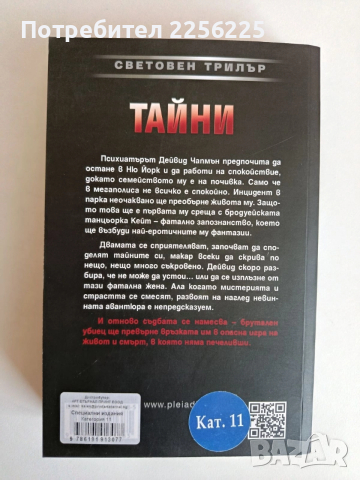 Потребител 2256225
СВЕТОВЕН ТРИЛЪР
ТАЙНИ
Психиатърът Дейвид Чапмън предпочита да
остане в Ню Йорк и да работи на спокойствие,
докато семейството му е на почивка. Само че
в мегаполиса не всичко е спокойно. Инцидент в
парка неочаквано ще преобърне живота му. Защо-
то това ще е първата му среща с бродуейската
танцьорка Кейт – фатално запознанство, което
ще възбуди най-еротичните му фантазии.
Двамата се сприятеляват, започват да спо-
делят тайните си, макар всеки да скрива по
нещо, нещо много съкровено. Дейвид скоро раз-
бира, че не може да устои... или да се изплъзне от
тази фатална жена. Ала когато мистерията и
страстта се смесят, развоят на наглед невин-
ната авантюра е непредсказуем.
И отново съдбата се намесва – брутален
убиец ще превърне връзката им в опасна игра на
живот и смърт, в която няма печеливши.
Специални издания
www.pleiad
Кат. 11
bazar